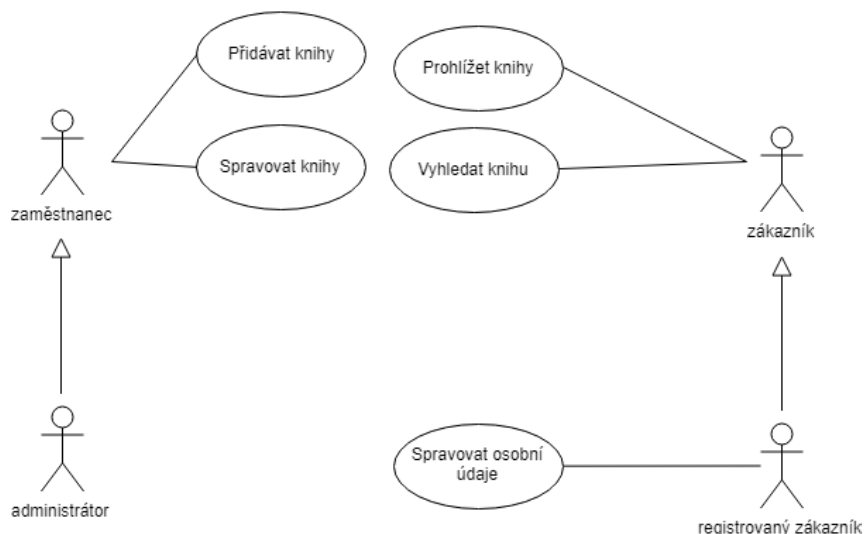 Přidávat knihy
Prohlížet knihy
Spravovat knihy
Vyhledat knihu
zaměstnanec
zákazník
Spravovat osobní
údaje
administrátor
registrovaný zákazník